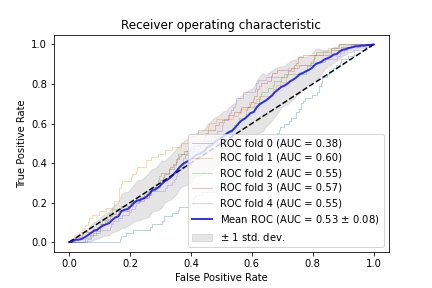 Receiver operating characteristic
True Positive Rate
1.0
0.8
0.6
0.4
0.2
0.0
ROC fold 0 (AUC = 0.38)
ROC fold 1 (AUC = 0.60)
ROC fold 2 (AUC = 0.55)
ROC fold 3 (AUC = 0.57)
ROC fold 4 (AUC = 0.55)
Mean ROC (AUC = 0.53 ± 0.08)
± 1 std. dev.
0.0 0.2 0.4 0.6 0.8 1.0
False Positive Rate